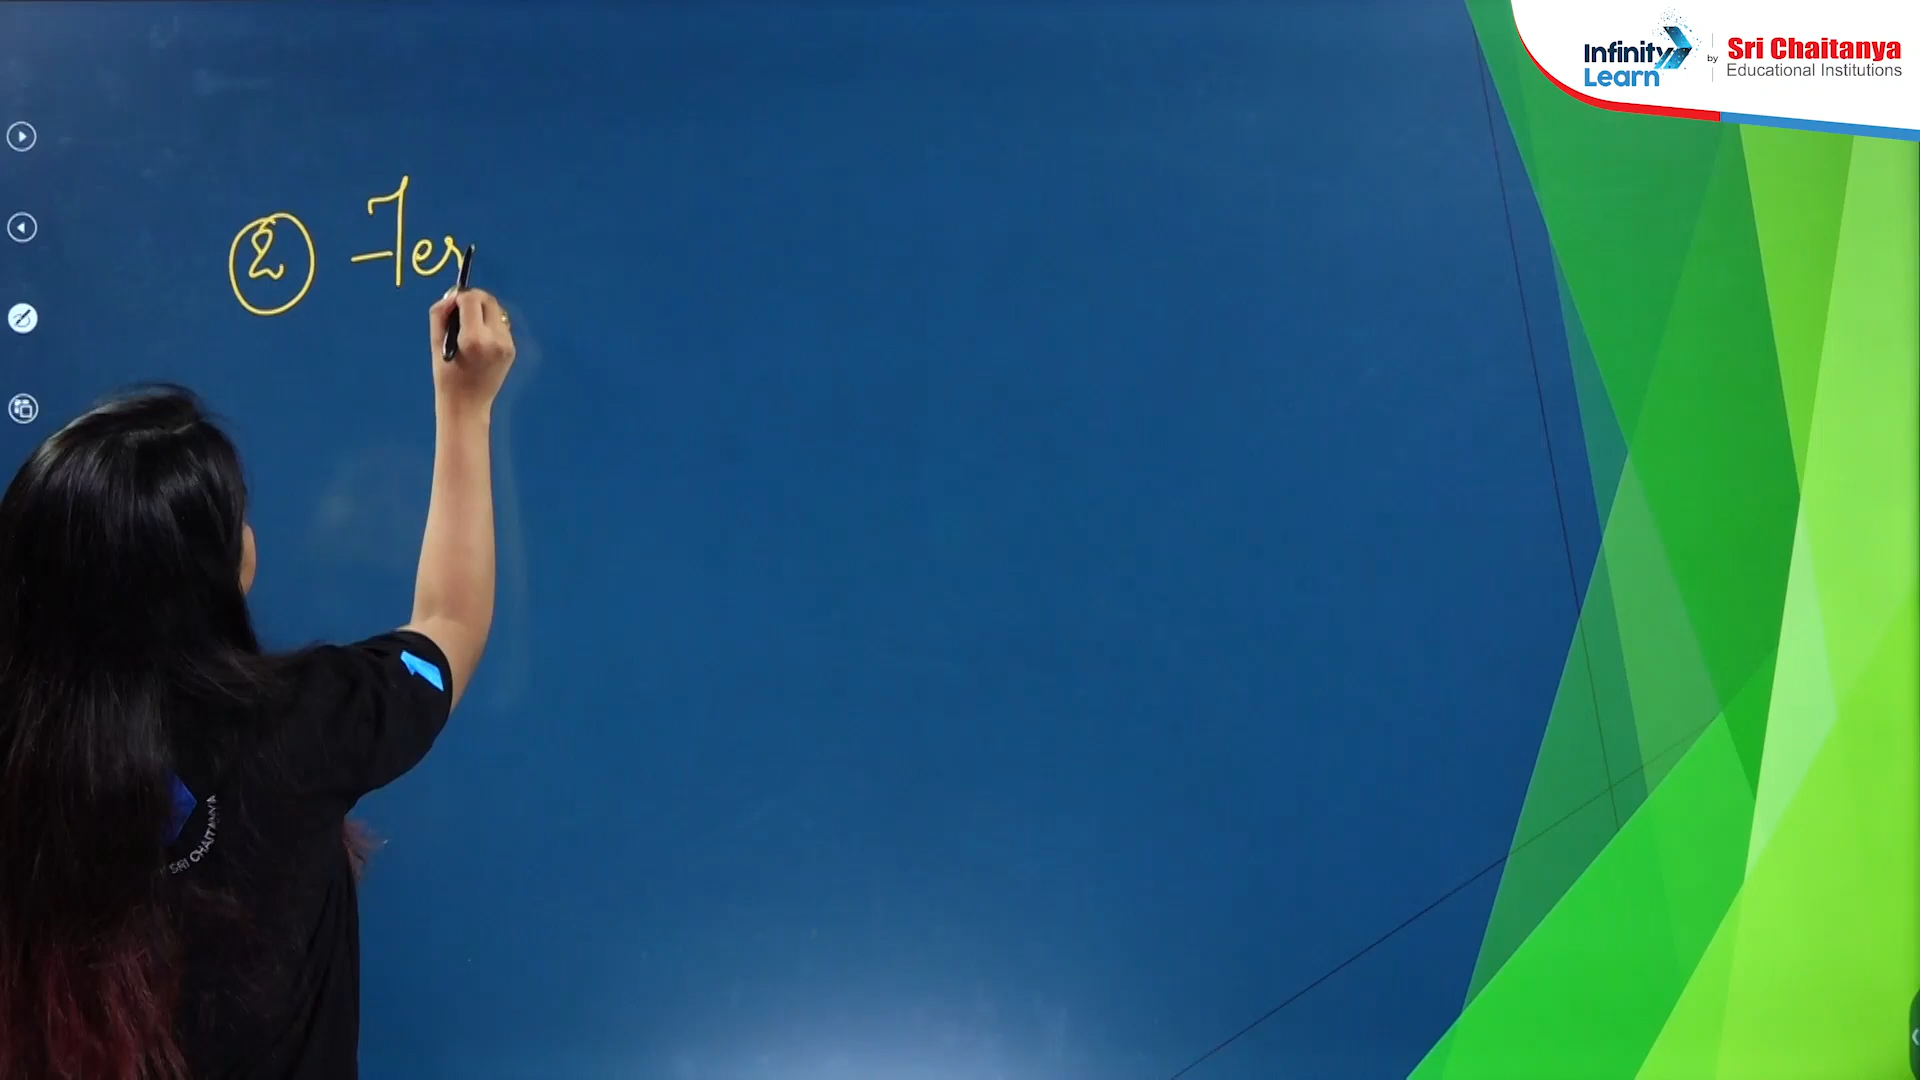 Infinity Learn by Sri Chaitanya Educational Institutions
② Ter
SRI CHAITANYA